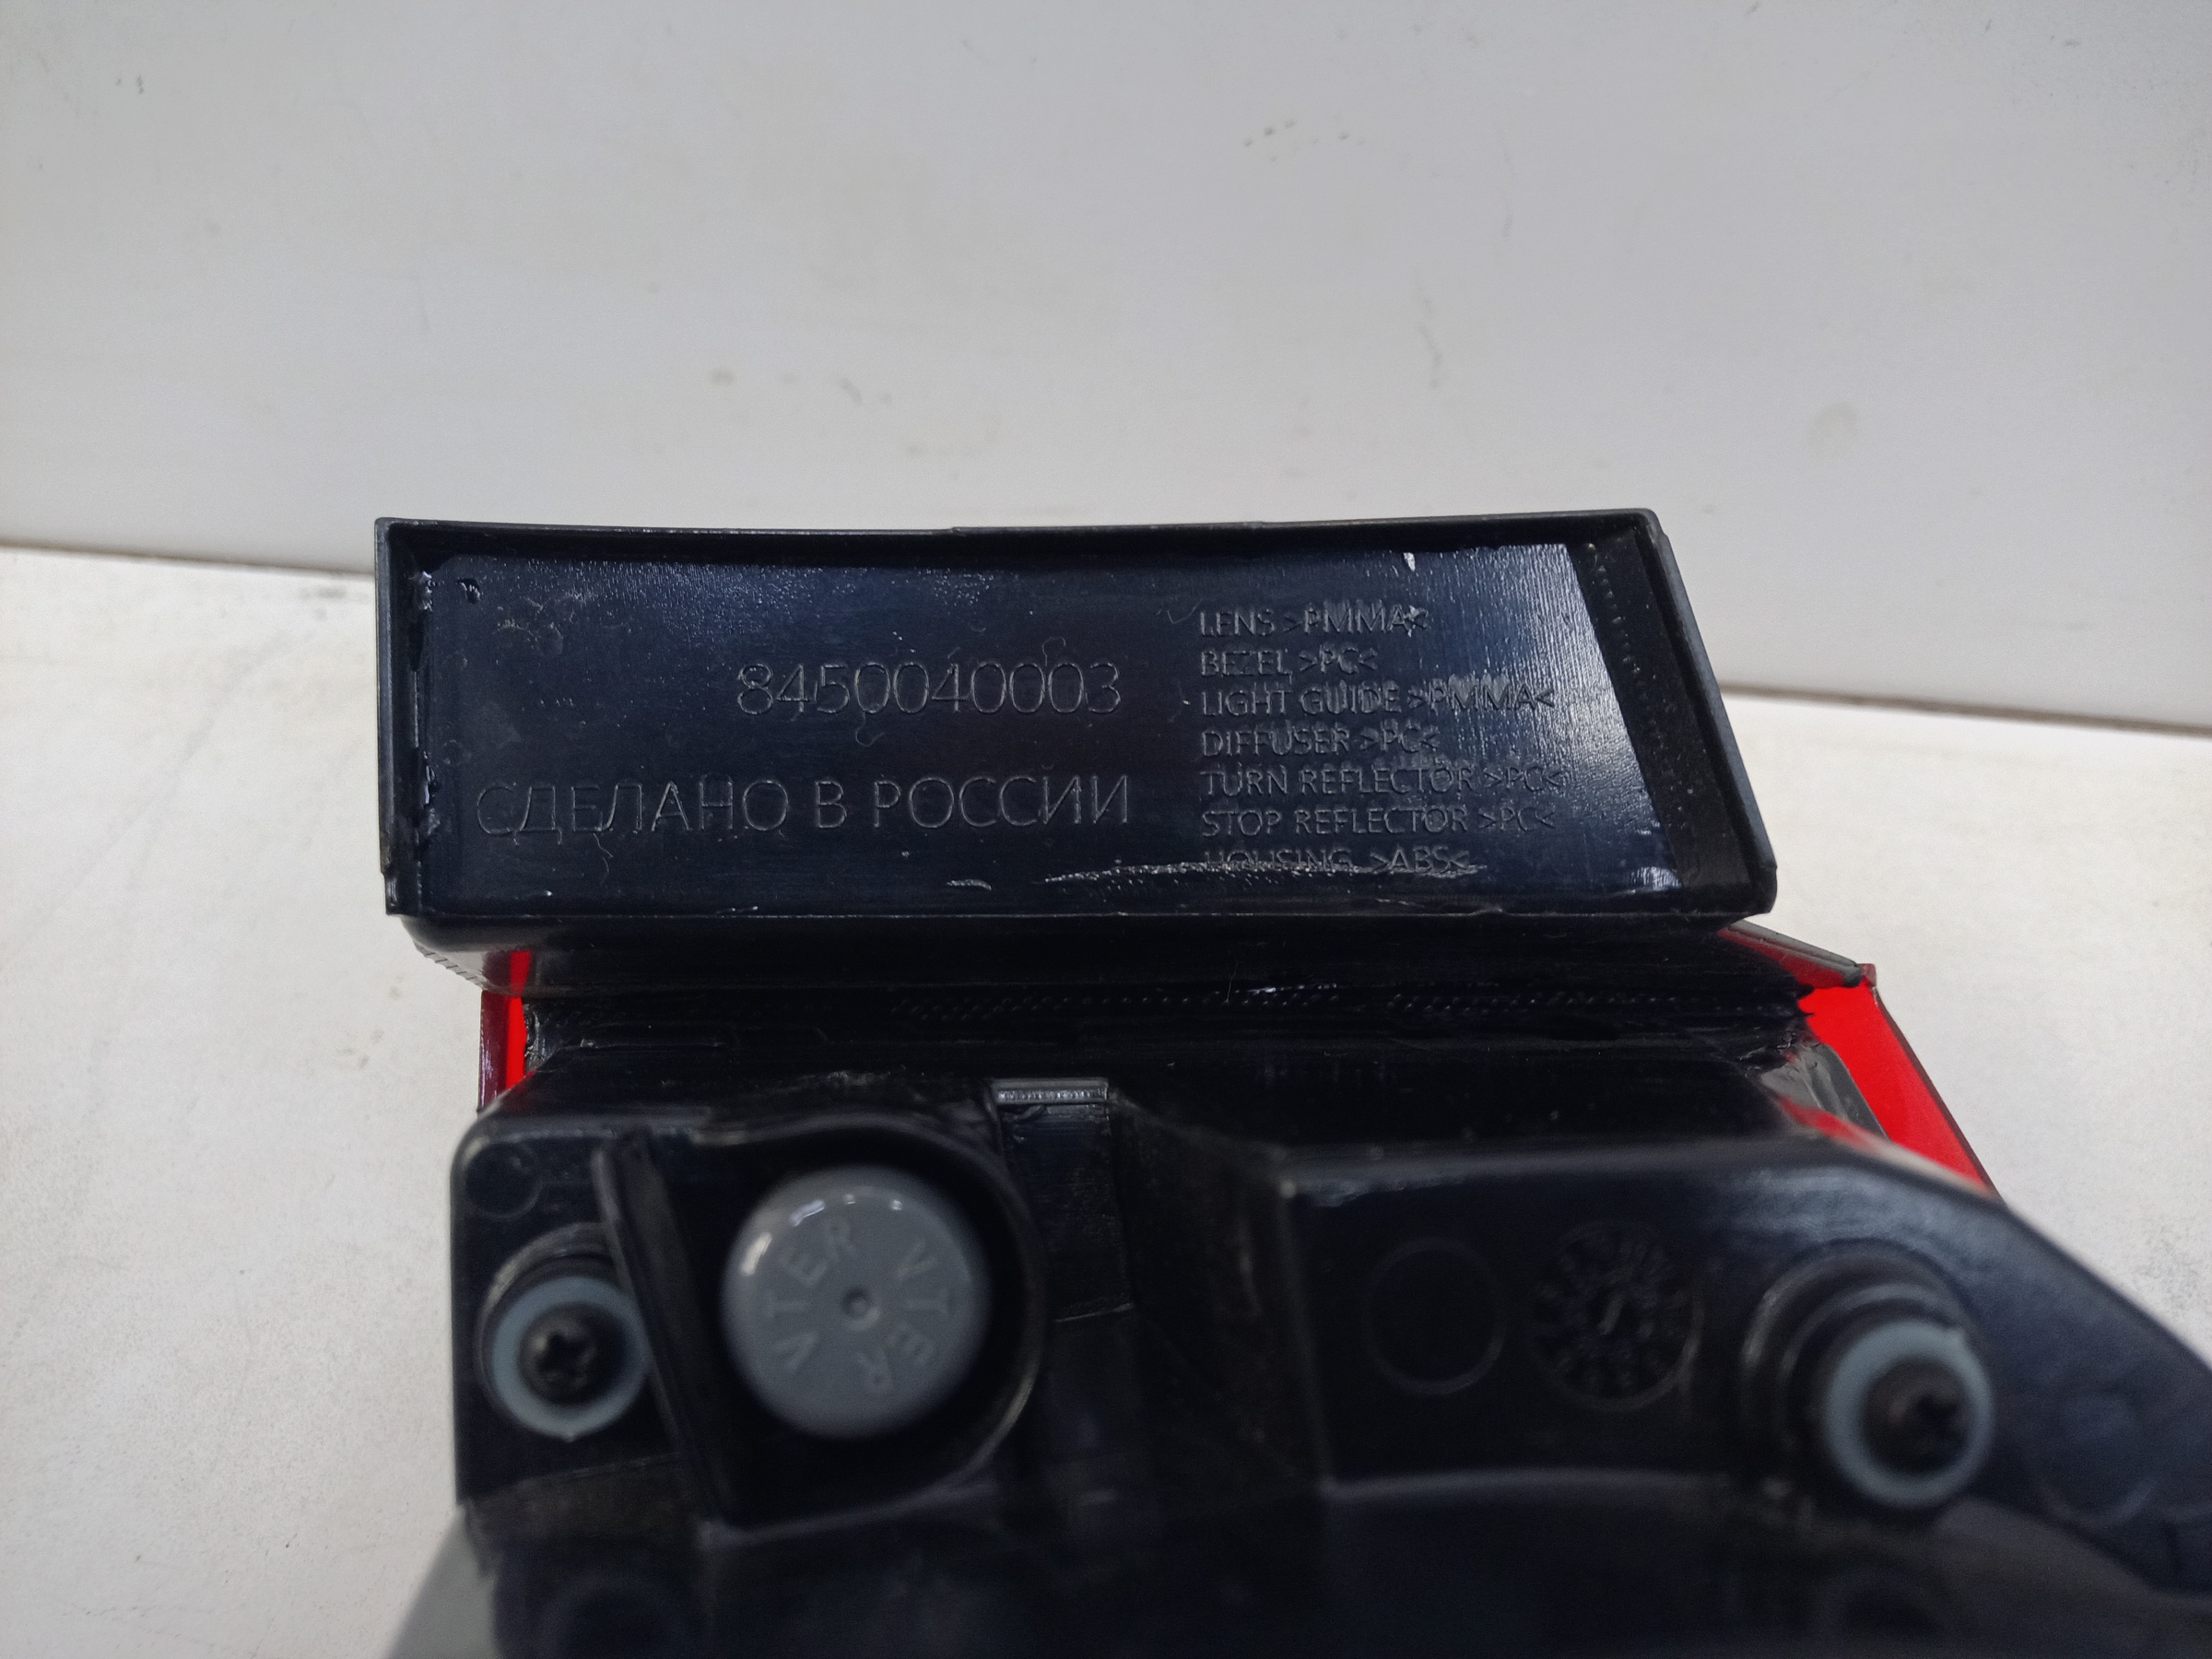 8450040003
СДЕЛАНО В РОССИИ
LENS >PMMA<
BEZEL >PC<
LIGHT GUIDE >PMMA<
DIFFUSER >PC<
TURN REFLECTOR >PC<
STOP REFLECTOR >PC<
HOUSING >ABS<
VTER VTER